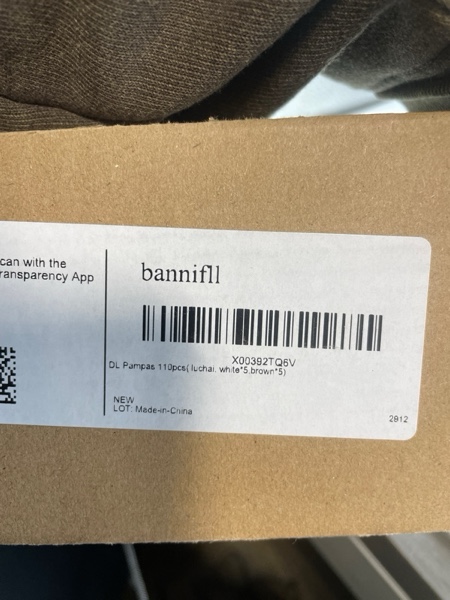 can with the
ransparency App
bannifll
X00392TQ6V
DL Pampas 110pcs( luchai, white*5,brown*5)
NEW
LOT: Made-in-China
2912